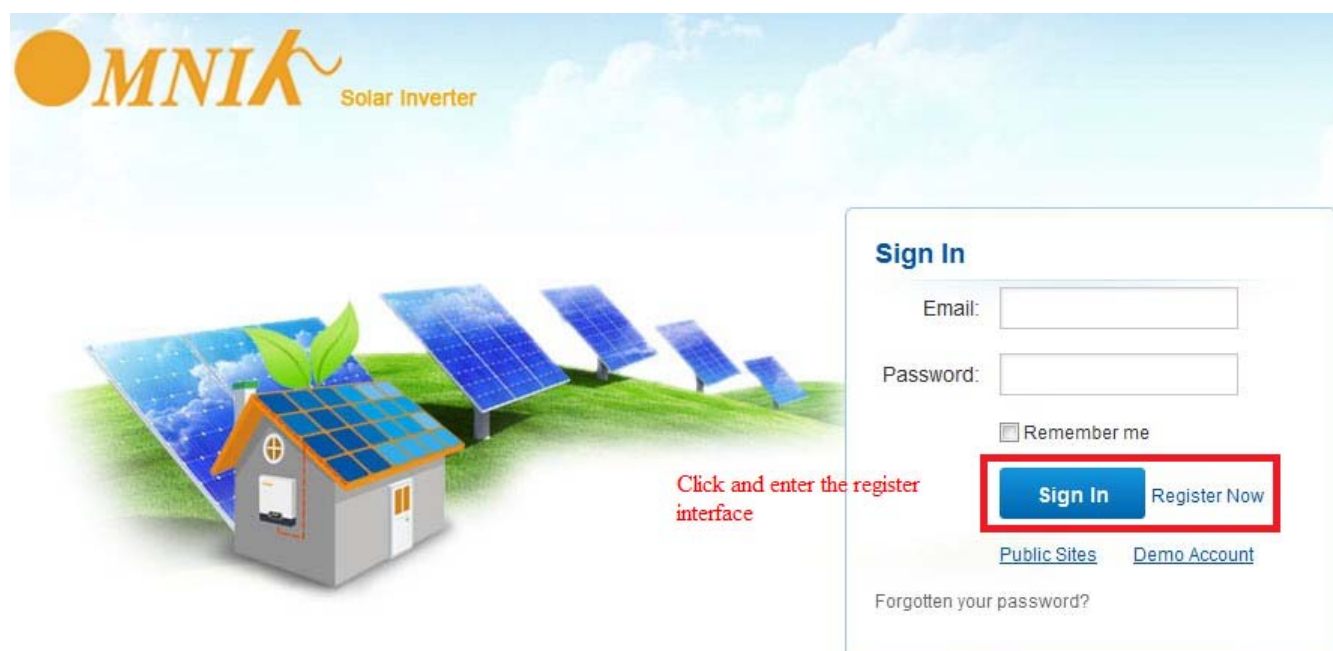 OMNIK Solar Inverter
Sign In
Email:
Password:
Remember me
Click and enter the register
interface
Sign In Register Now
Public Sites Demo Account
Forgotten your password?